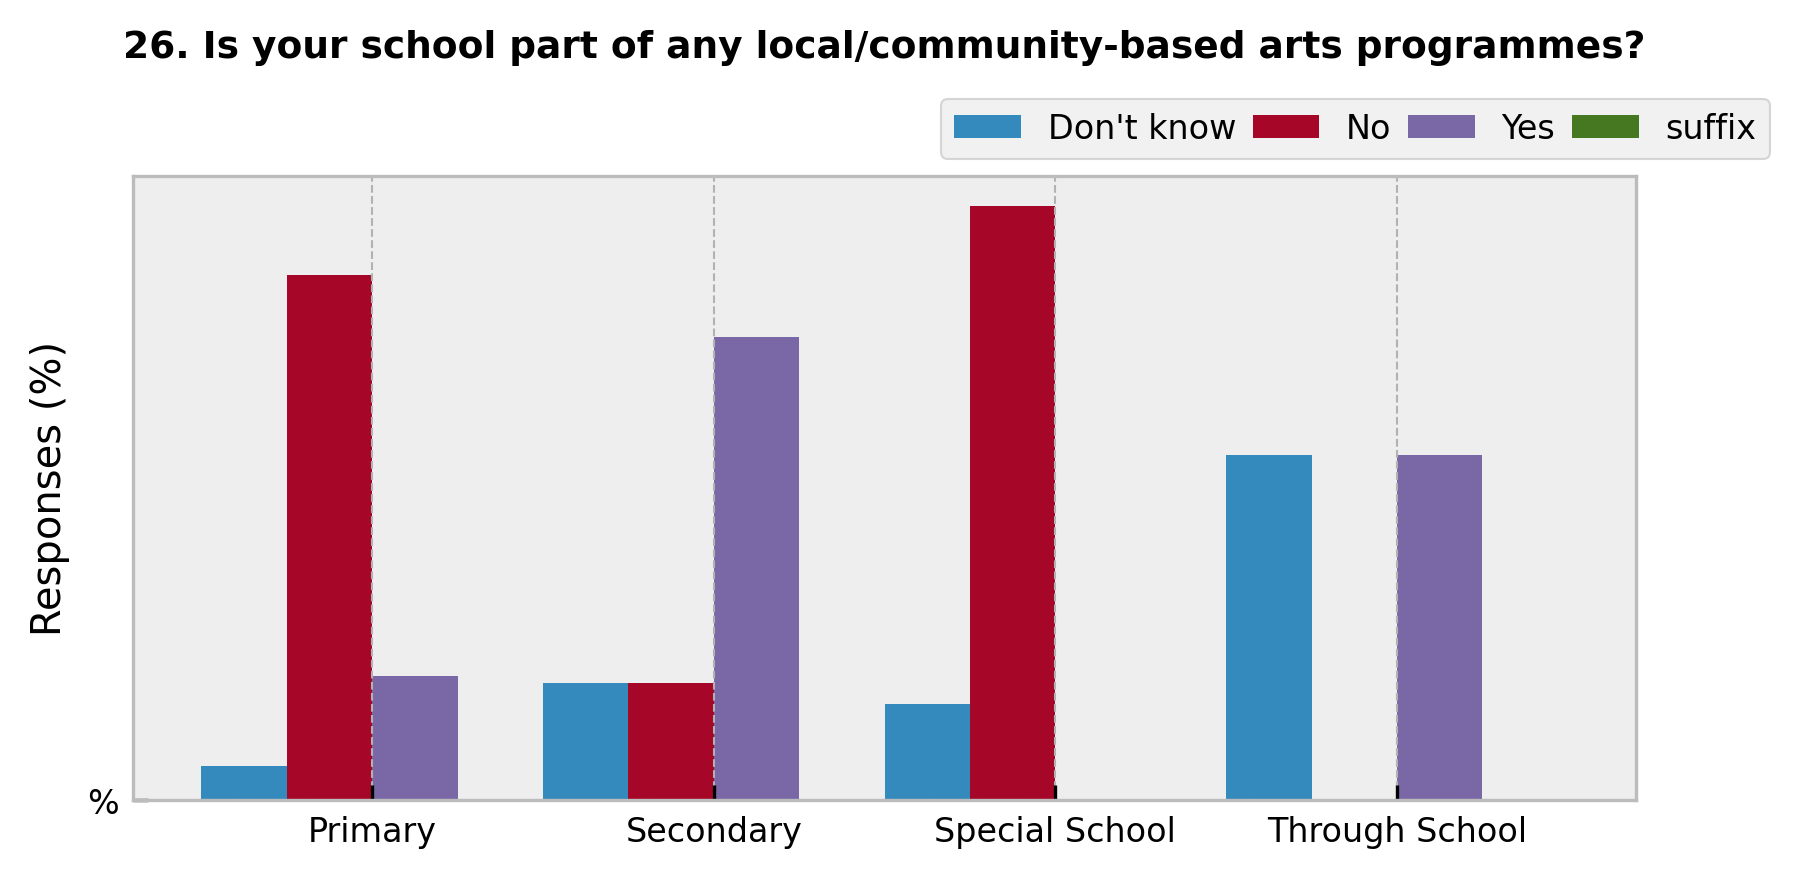 26. Is your school part of any local/community-based arts programmes?
Don't know No Yes suffix
Responses (%)
%
Primary Secondary Special School Through School